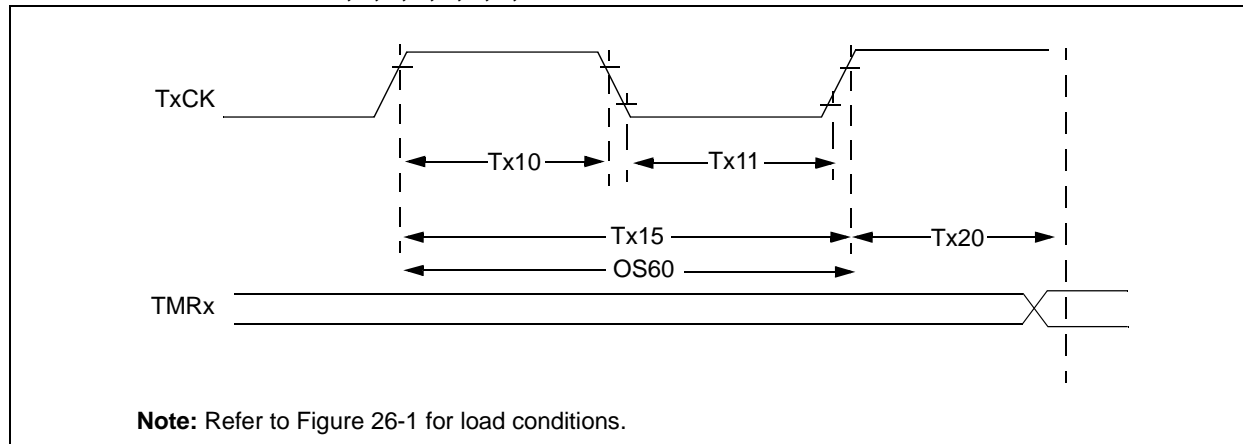 TxCK
Tx10
Tx11
Tx15
Tx20
OS60
TMRx
Note: Refer to Figure 26-1 for load conditions.